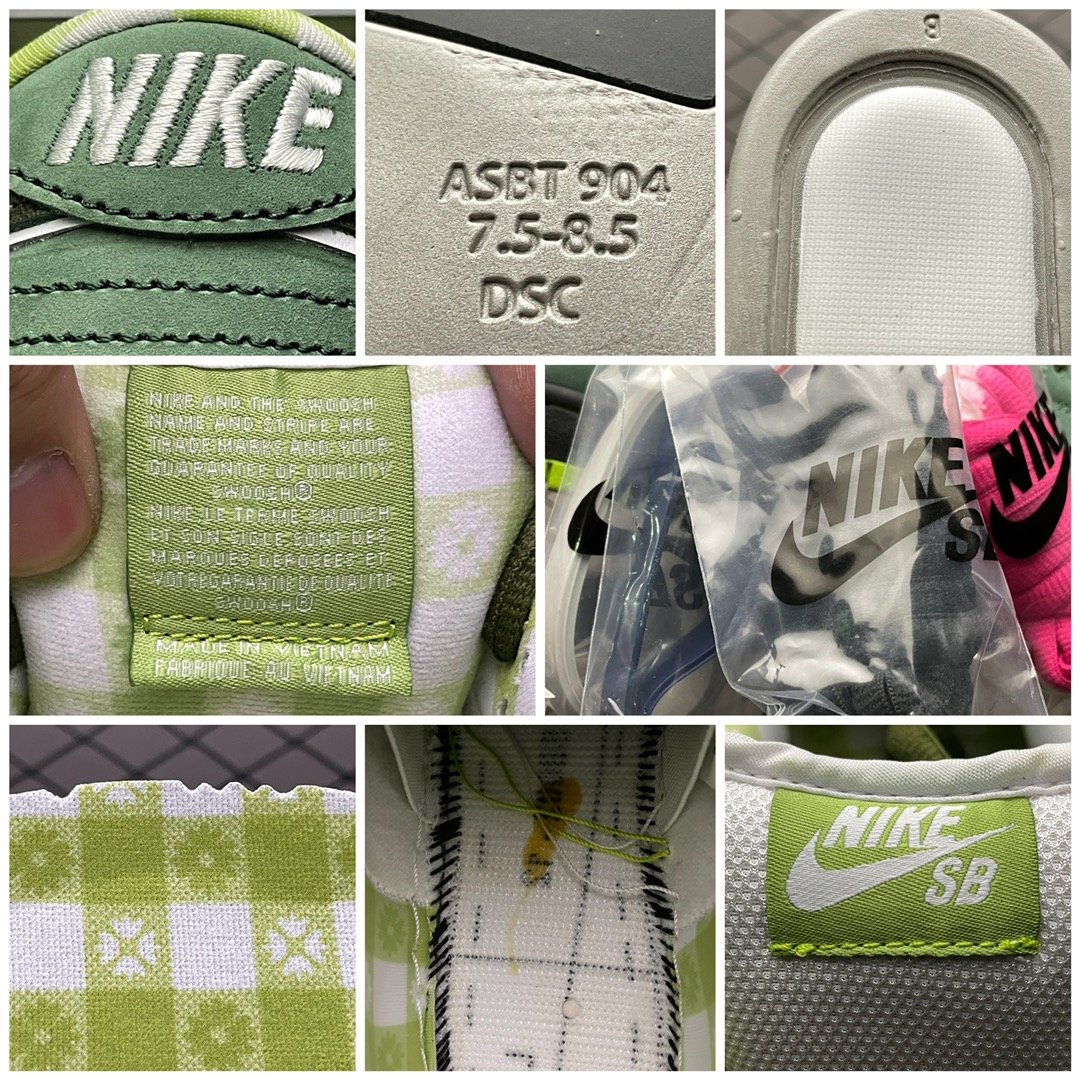 NIKE
ASBT 904
7.5-8.5
DSC
B
NIKE AND THE SWOOSH
NAME AND STRIPE ARE
TRADE MARKS AND YOUR
GUARANTEE OF QUALITY
SWOOSH®
NIKE LE TERME SWOOSH
ET SON SIGLE SONT DES
MARQUES DEPOSEES ET
VOTRE GARANTIE DE QUALITE
SWOOSH®
MADE IN VIETNAM
FABRIQUE AU VIETNAM
NIKE
SB
NIKE
NIKE
SB